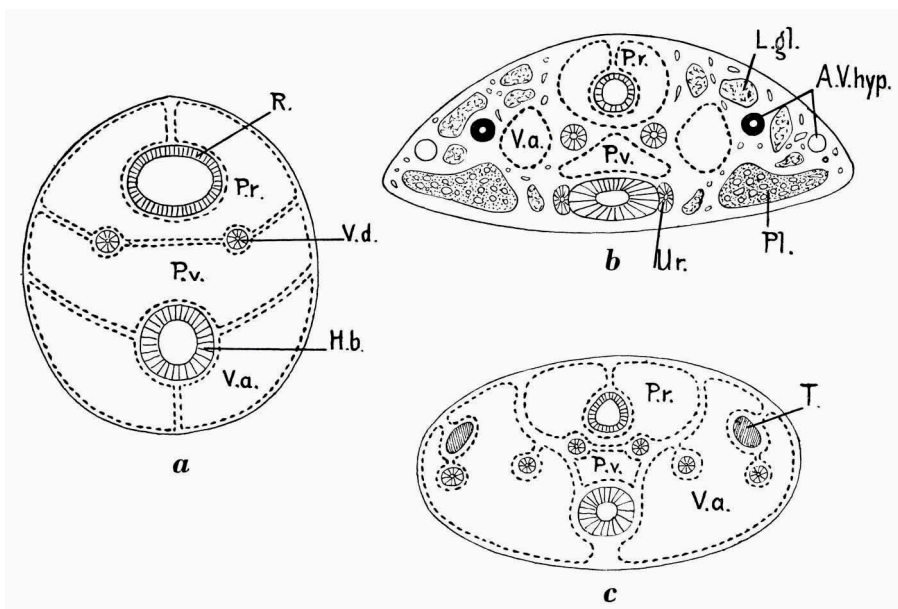 R.
P.r.
V.d.
P.v.
H.b.
V.a.
a
P.r.
L.gl.
A.V.hyp.
V.a.
P.v.
Ur.
Pl.
b
P.r.
T.
P.v.
V.a.
c